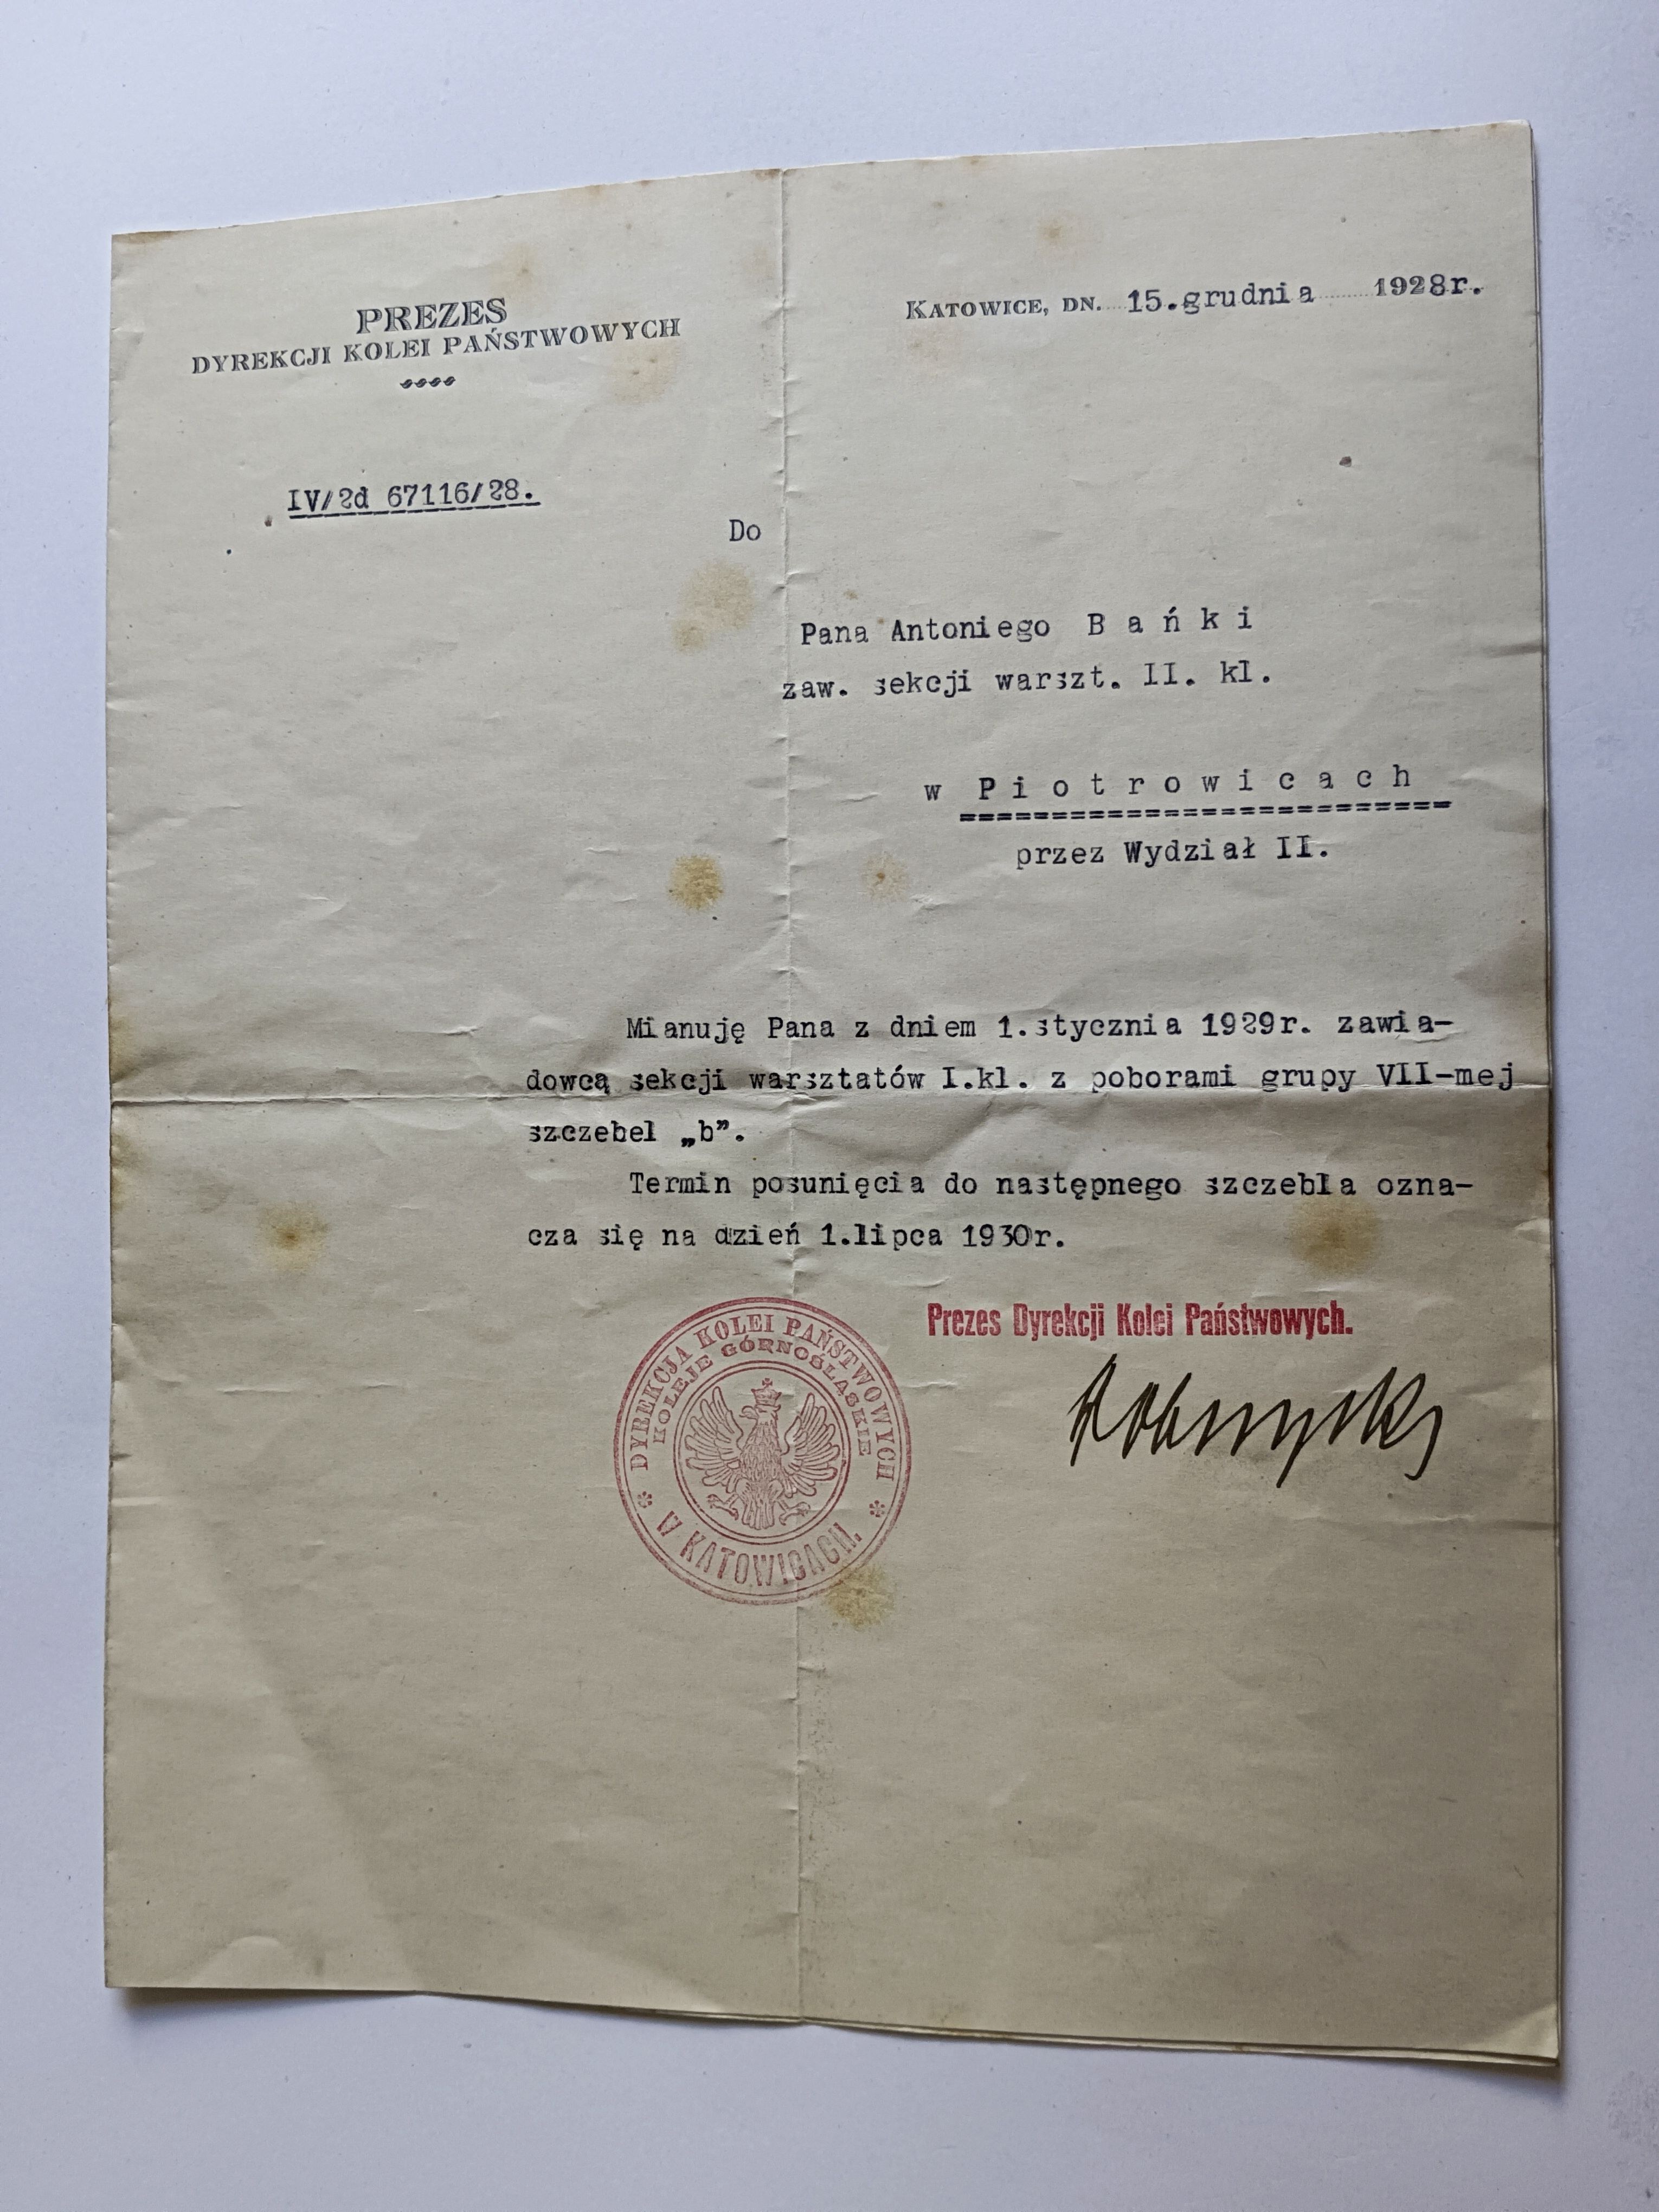 PREZES
DYREKCJI KOLEI PAŃSTWOWYCH
KATOWICE, DN. 15.grudnia 1928r.
IV/2d 67116/28.
Do
Pana Antoniego B a ń k i
zaw. sekcji warszt. II. kl.
w P i o t r o w i c a c h
przez Wydział II.
Mianuję Pana z dniem 1.stycznia 1929r. zawia-
dowcą sekcji warsztatów I.kl. z poborami grupy VII-mej
szczebel „b”.
Termin posunięcia do następnego szczebla ozna-
cza się na dzień 1.lipca 1930r.
Prezes Dyrekcji Kolei Państwowych.
DYREKCJA KOLEI PAŃSTWOWYCH
KOLEJE GÓRNOŚLĄSKIE
W KATOWICACH.